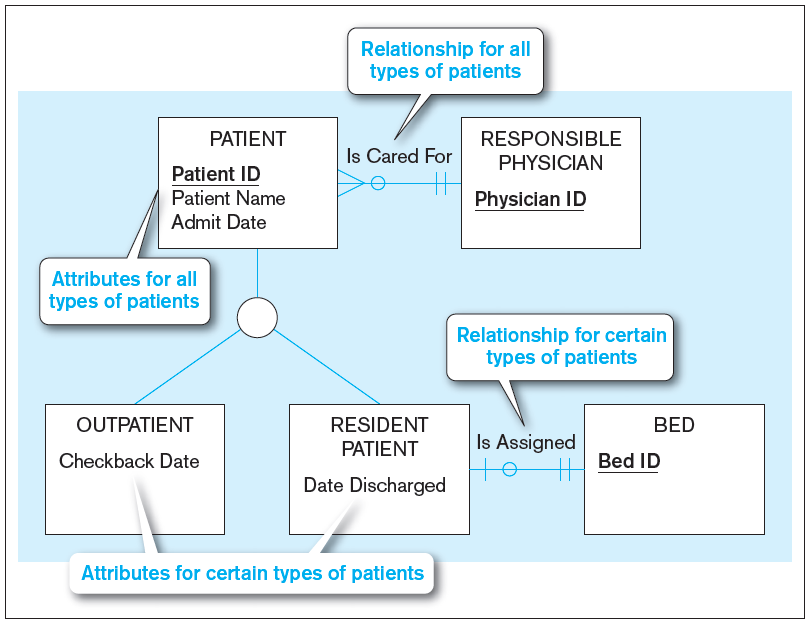 Relationship for all
types of patients
PATIENT
Patient ID
Patient Name
Admit Date
Is Cared For
RESPONSIBLE
PHYSICIAN
Physician ID
Attributes for all
types of patients
Relationship for certain
types of patients
OUTPATIENT
Checkback Date
RESIDENT
PATIENT
Date Discharged
Is Assigned
BED
Bed ID
Attributes for certain types of patients